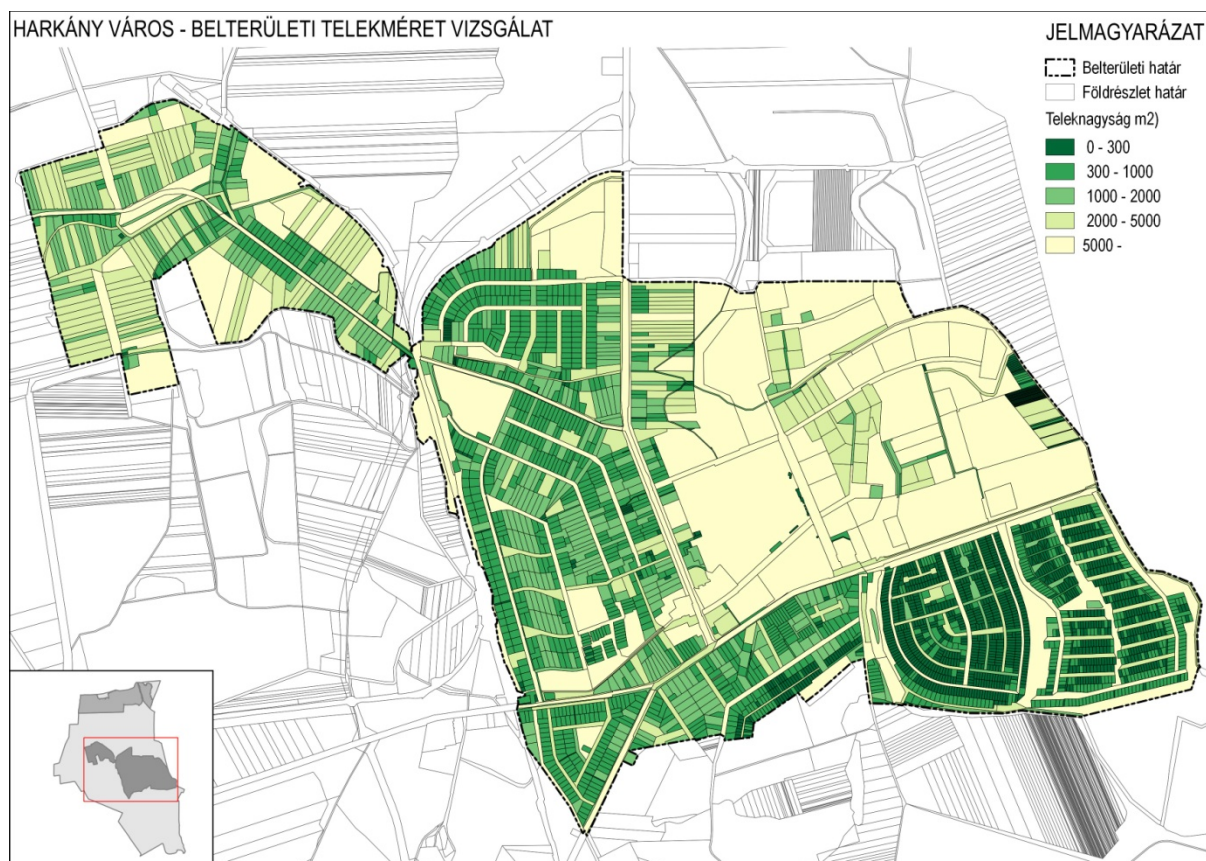 HARKÁNY VÁROS - BELTERÜLETI TELEKMÉRET VIZSGÁLAT
JELMAGYARÁZAT
Belterületi határ
Földrészlet határ
Teleknagyság m2)
0 - 300
300 - 1000
1000 - 2000
2000 - 5000
5000 -